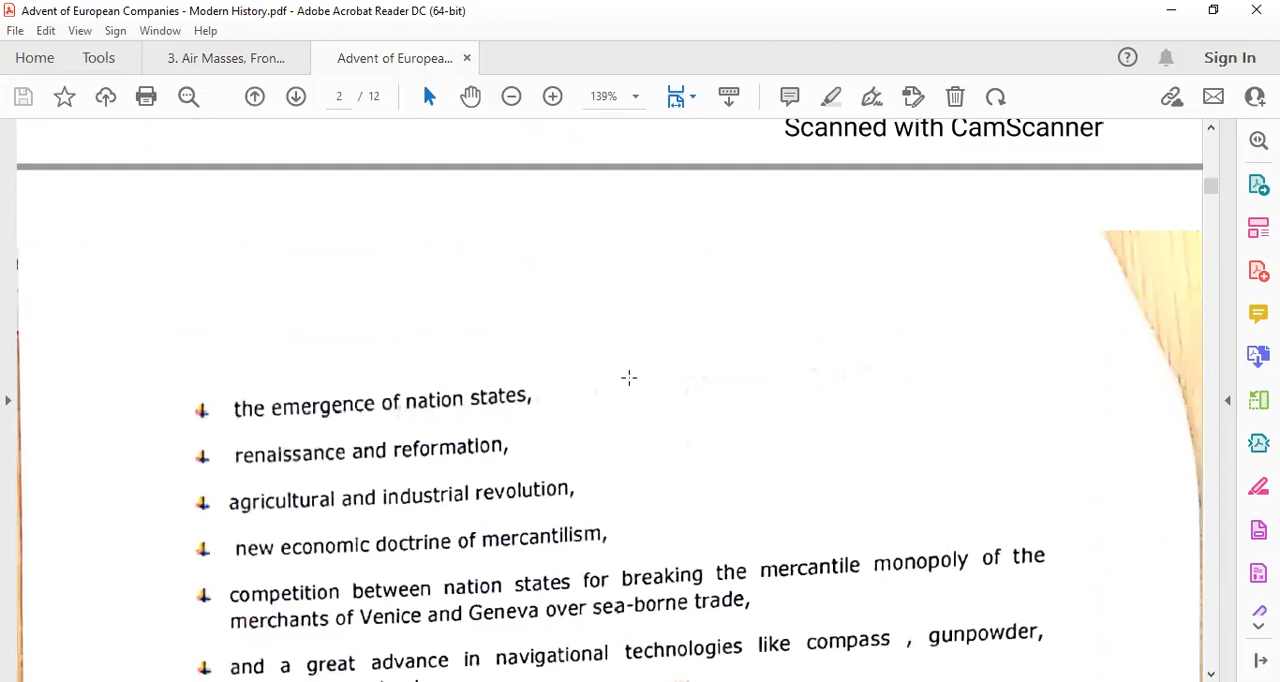 Advent of European Companies - Modern History.pdf - Adobe Acrobat Reader DC (64-bit)
File Edit View Sign Window Help
Home Tools 3. Air Masses, Fron... Advent of Europea... × Sign In
2 / 12 139%
Scanned with CamScanner
the emergence of nation states,
renaissance and reformation,
agricultural and industrial revolution,
new economic doctrine of mercantilism,
competition between nation states for breaking the mercantile monopoly of the
merchants of Venice and Geneva over sea-borne trade,
and a great advance in navigational technologies like compass , gunpowder,